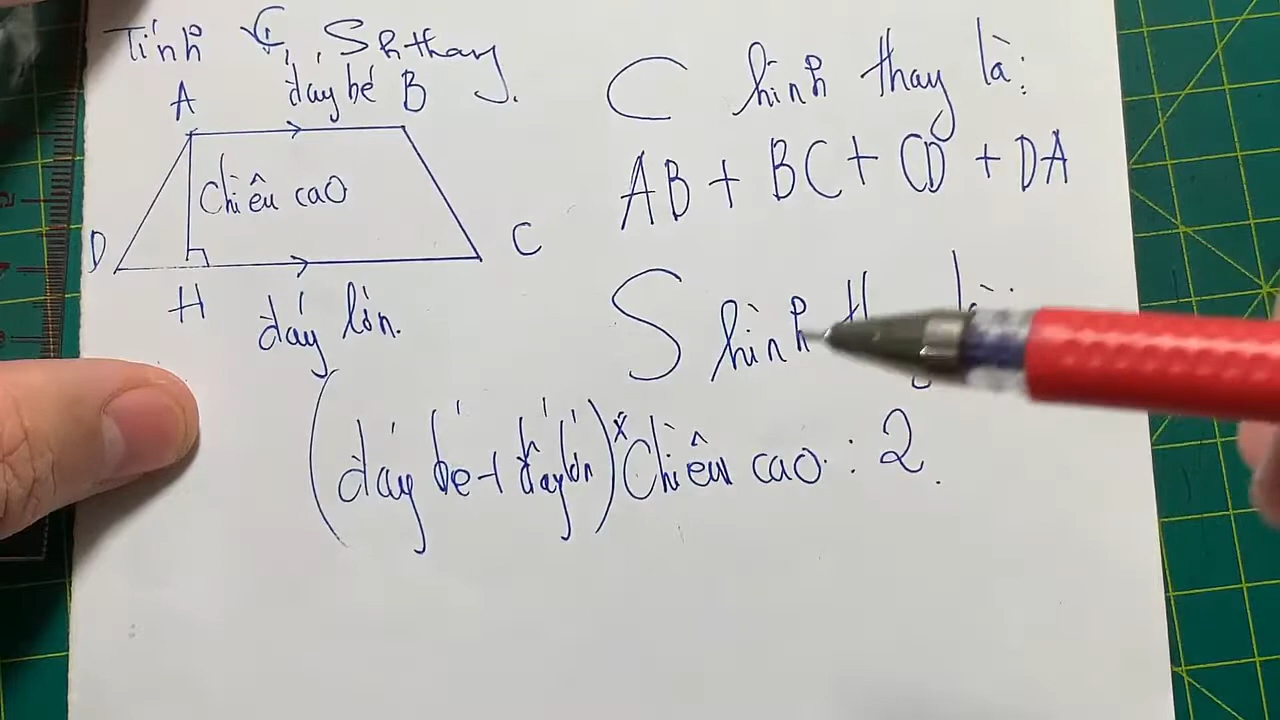 Tính C, S h thang.
A đáy bé B
Chiều cao
D C
H đáy lớn.
C hình thang là:
AB + BC + CD + DA
S hình là:
(đáy bé + đáy lớn) x Chiều cao : 2.